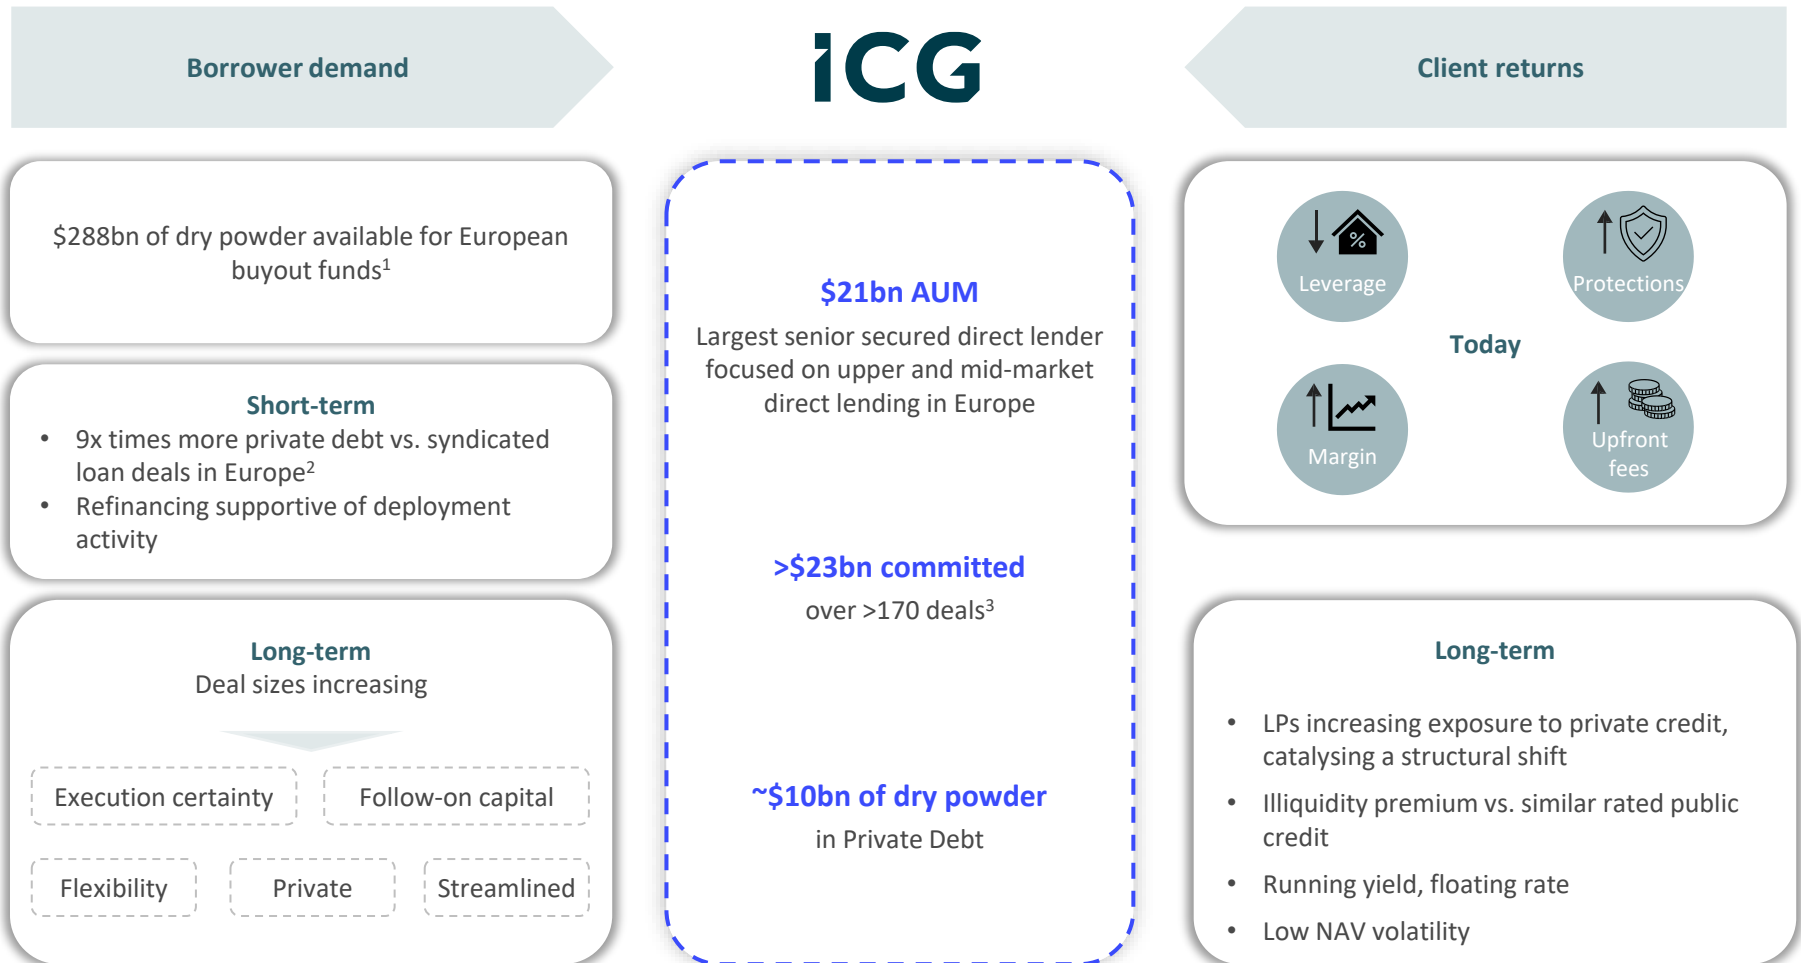 Borrower demand
$288bn of dry powder available for European
buyout funds1
Short-term
• 9x times more private debt vs. syndicated
loan deals in Europe2
• Refinancing supportive of deployment
activity
Long-term
Deal sizes increasing
Execution certainty
Follow-on capital
Flexibility
Private
Streamlined
iCG
$21bn AUM
Largest senior secured direct lender
focused on upper and mid-market
direct lending in Europe
>$23bn committed
over >170 deals3
~$10bn of dry powder
in Private Debt
Client returns
%
Leverage
Protections
Today
Margin
Upfront
fees
Long-term
• LPs increasing exposure to private credit,
catalysing a structural shift
• Illiquidity premium vs. similar rated public
credit
• Running yield, floating rate
• Low NAV volatility